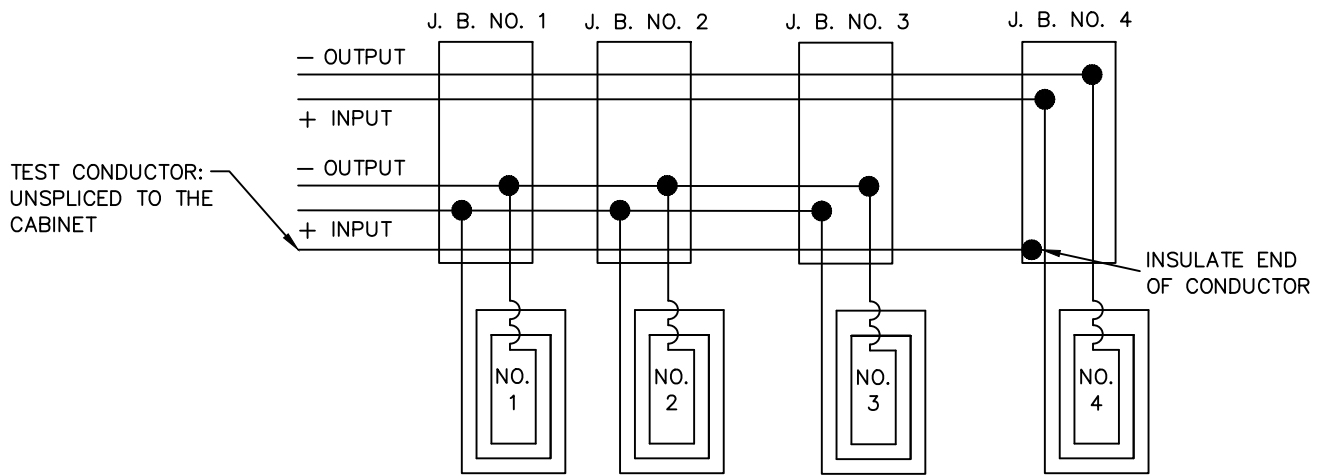 J. B. NO. 1
J. B. NO. 2
J. B. NO. 3
J. B. NO. 4
– OUTPUT
+ INPUT
– OUTPUT
+ INPUT
TEST CONDUCTOR:
UNSPLICED TO THE
CABINET
INSULATE END
OF CONDUCTOR
NO.
1
NO.
2
NO.
3
NO.
4